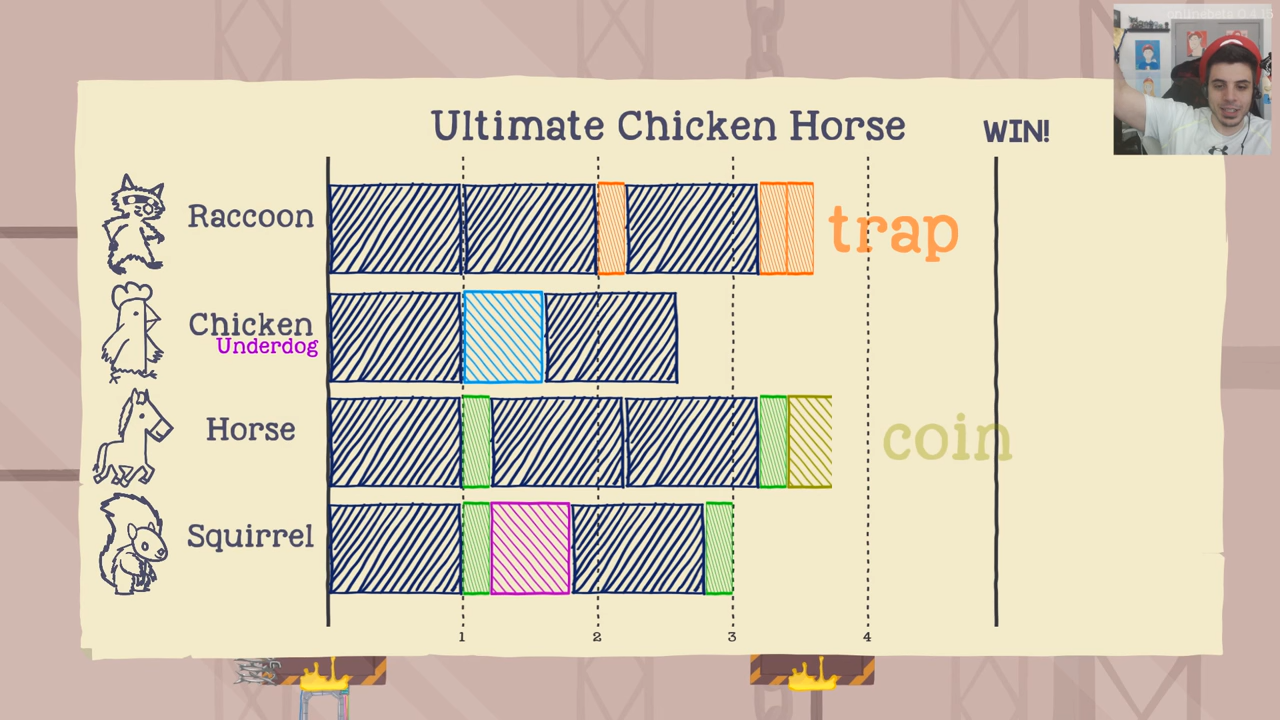 Ultimate Chicken Horse
WIN!
Raccoon
trap
Chicken
Underdog
Horse
coin
Squirrel
1 2 3 4